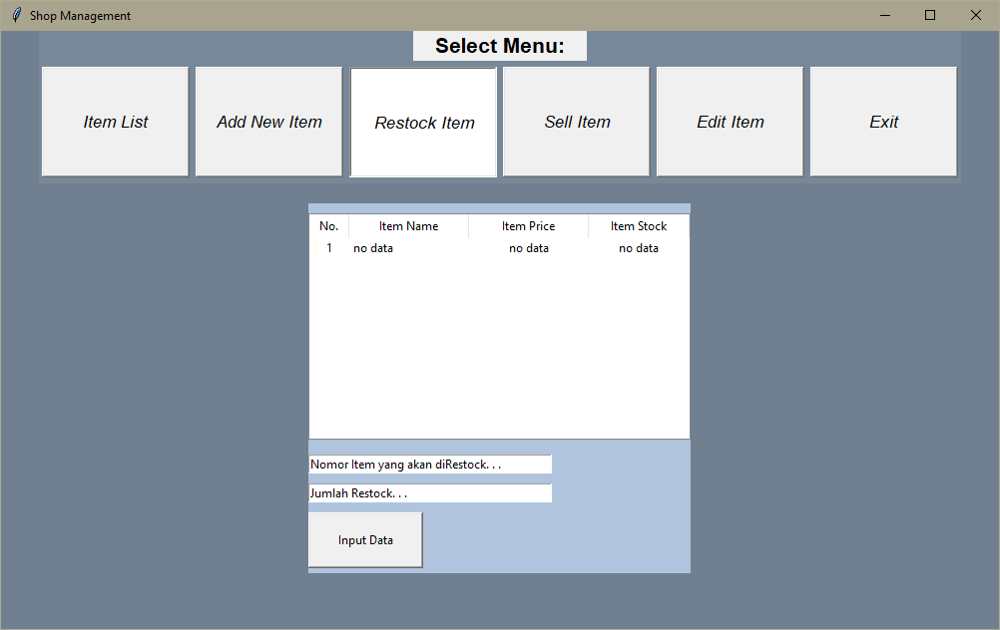 Shop Management
Select Menu:
Item List Add New Item Restock Item Sell Item Edit Item Exit
No. Item Name Item Price Item Stock
1 no data no data no data
Nomor Item yang akan diRestock. . .
Jumlah Restock. . .
Input Data